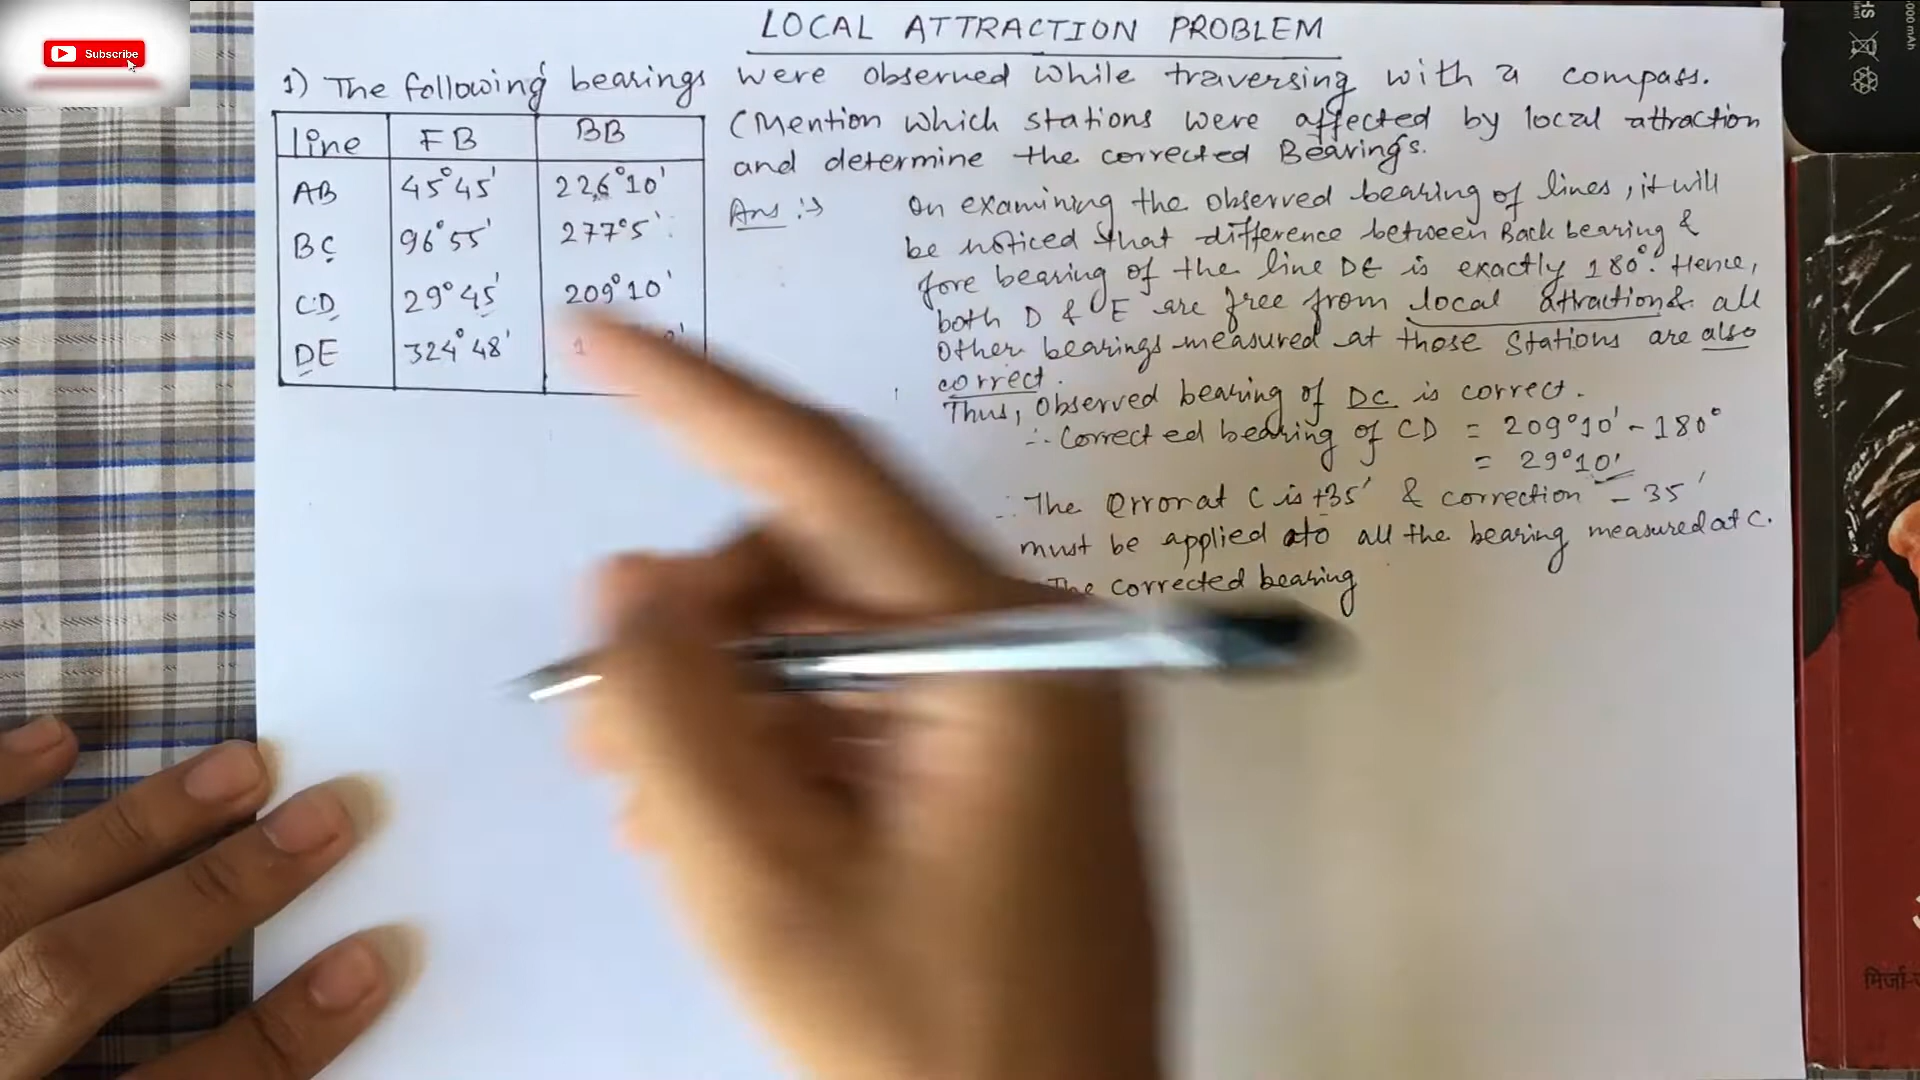 Subscribe
LOCAL ATTRACTION PROBLEM
1) The following bearings were observed while traversing with a compass.
(Mention which stations were affected by local attraction
and determine the corrected Bearings.
line FB BB
AB 45°45' 226°10'
BC 96°55' 277°5'
CD 29°45' 209°10'
DE 324°48'
Ans :->
On examining the observed bearing of lines, it will
be noticed that difference between Back bearing &
fore bearing of the line DE is exactly 180°. Hence,
both D & E are free from local attraction & all
other bearings measured at those stations are also
correct.
Thus, observed bearing of DC is correct.
∴ Corrected bearing of CD = 209°10' - 180°
= 29°10'
∴ The error at C is +35' & correction - 35'
must be applied to all the bearing measured at C.
The corrected bearing
HS
000 mAh